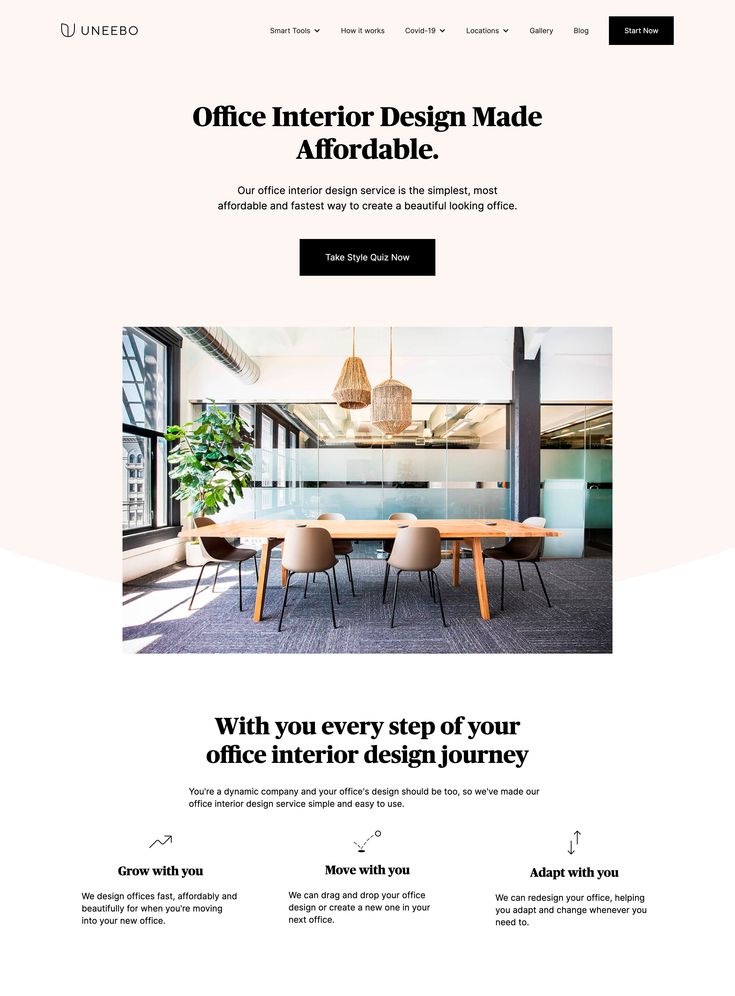 UNEEBO
Smart Tools
How it works
Covid-19
Locations
Gallery
Blog
Start Now
Office Interior Design Made
Affordable.
Our office interior design service is the simplest, most
affordable and fastest way to create a beautiful looking office.
Take Style Quiz Now
With you every step of your
office interior design journey
You're a dynamic company and your office's design should be too, so we've made our
office interior design service simple and easy to use.
Grow with you
We design offices fast, affordably and
beautifully for when you're moving
into your new office.
Move with you
We can drag and drop your office
design or create a new one in your
next office.
Adapt with you
We can redesign your office, helping
you adapt and change whenever you
need to.